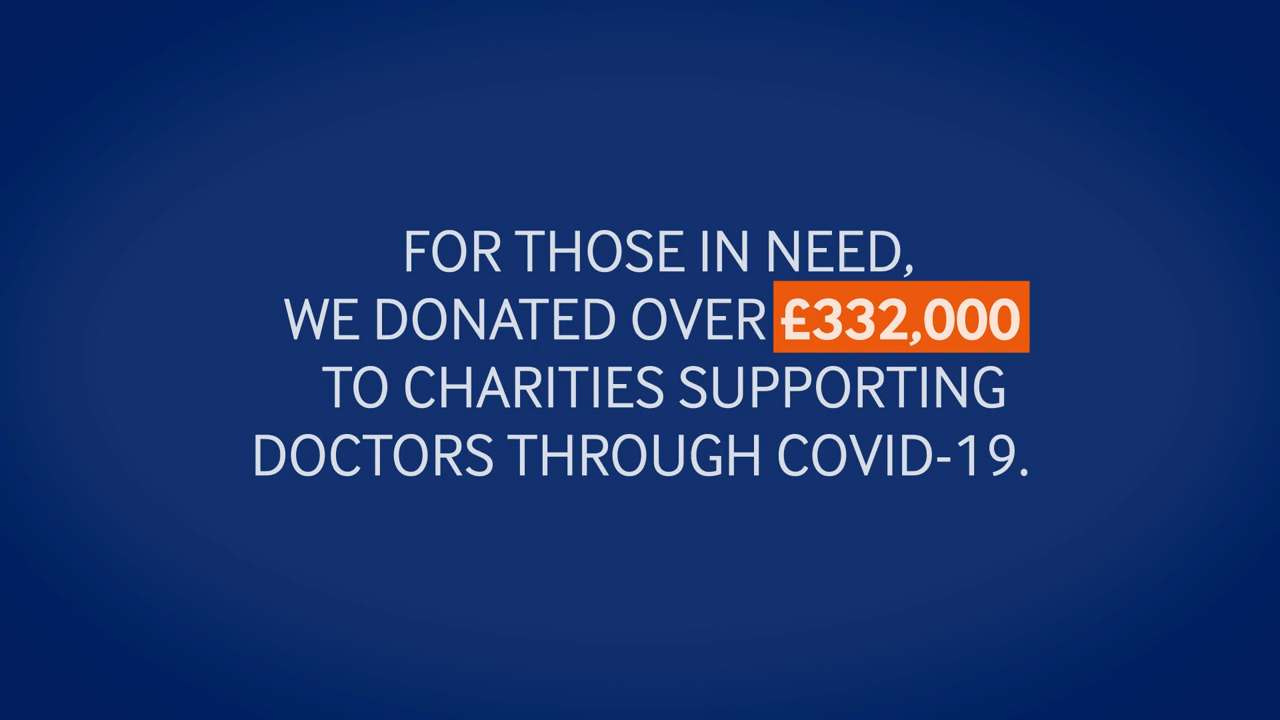 FOR THOSE IN NEED,
WE DONATED OVER £332,000
TO CHARITIES SUPPORTING
DOCTORS THROUGH COVID-19.